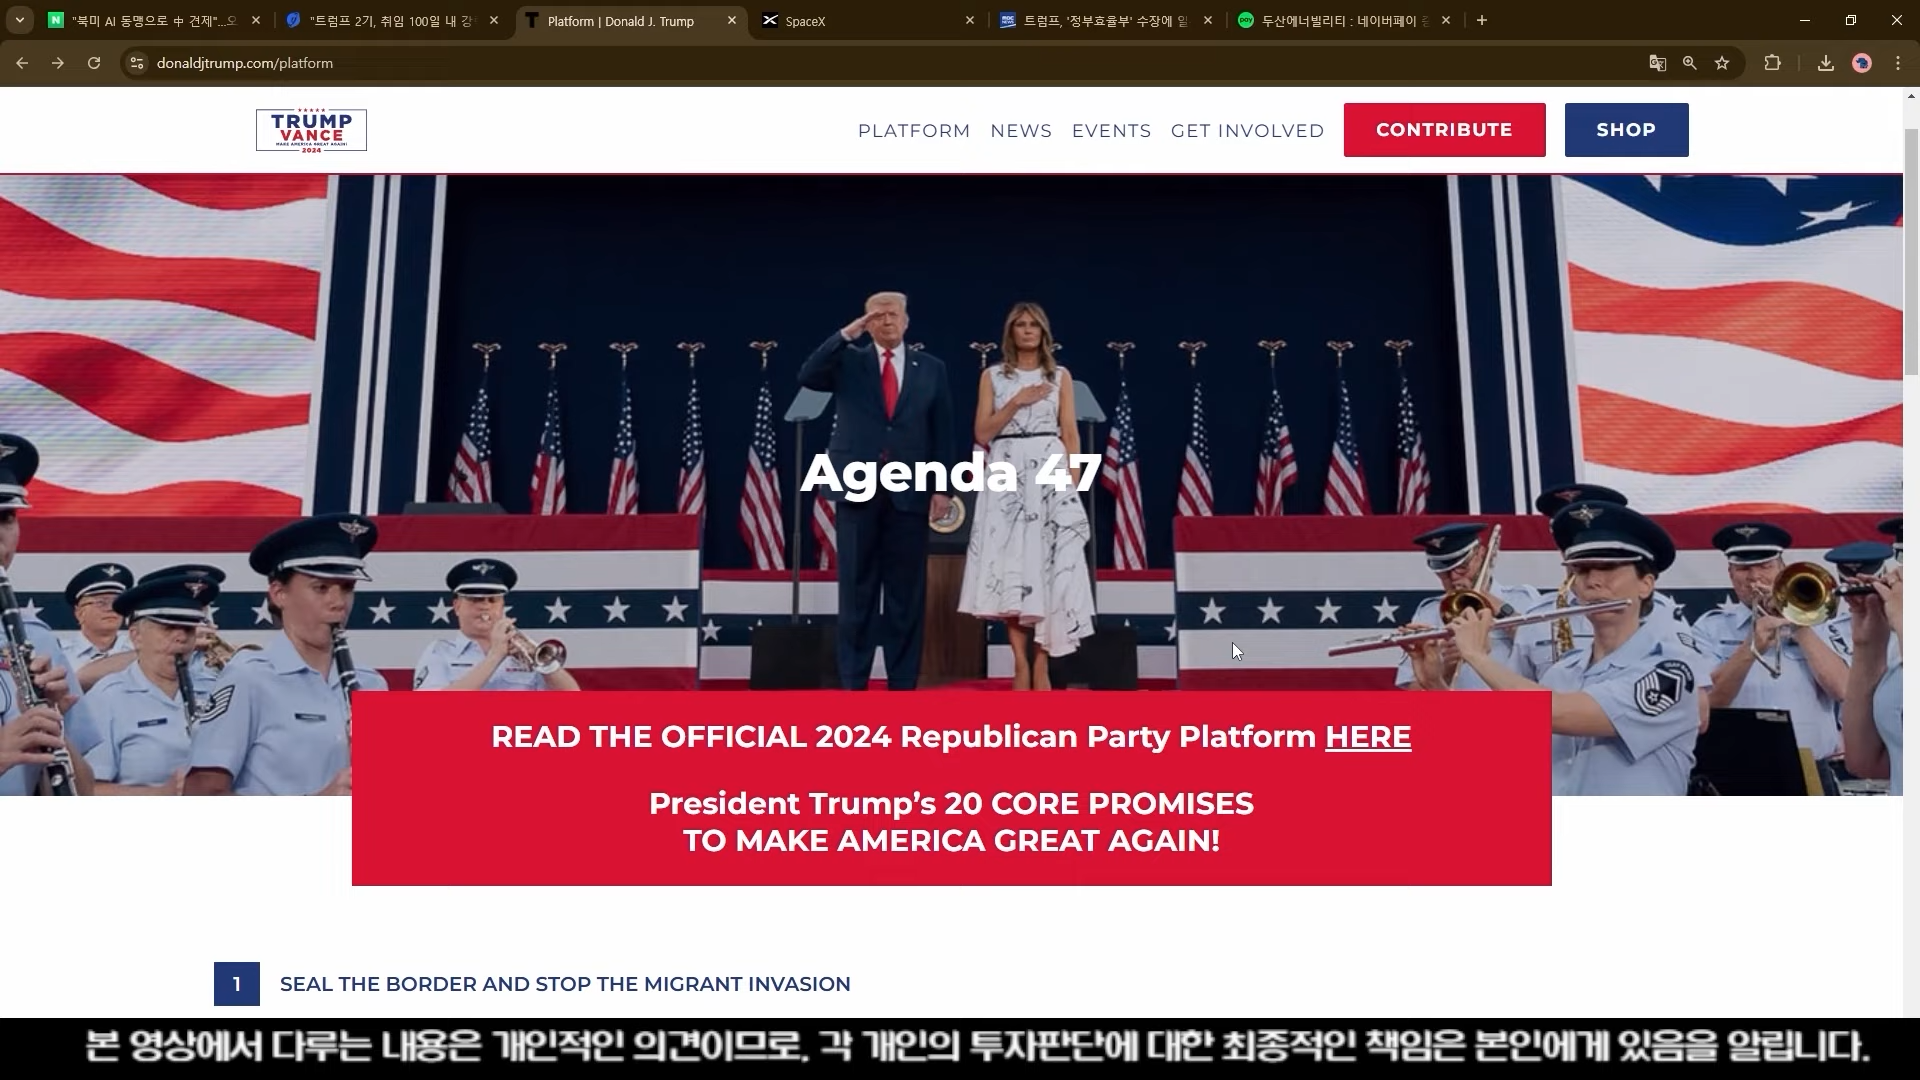 "북미 AI 동맹으로 中 견제"...오
"트럼프 2기, 취임 100일 내 강
Platform | Donald J. Trump
SpaceX
트럼프, '정부효율부' 수장에 일
두산에너빌리티 : 네이버페이 증
donaldjtrump.com/platform
TRUMP
VANCE
MAKE AMERICA GREAT AGAIN!
2024
PLATFORM NEWS EVENTS GET INVOLVED CONTRIBUTE SHOP
Agenda 47
READ THE OFFICIAL 2024 Republican Party Platform HERE
President Trump's 20 CORE PROMISES
TO MAKE AMERICA GREAT AGAIN!
1 SEAL THE BORDER AND STOP THE MIGRANT INVASION
본 영상에서 다루는 내용은 개인적인 의견이므로, 각 개인의 투자판단에 대한 최종적인 책임은 본인에게 있음을 알립니다.